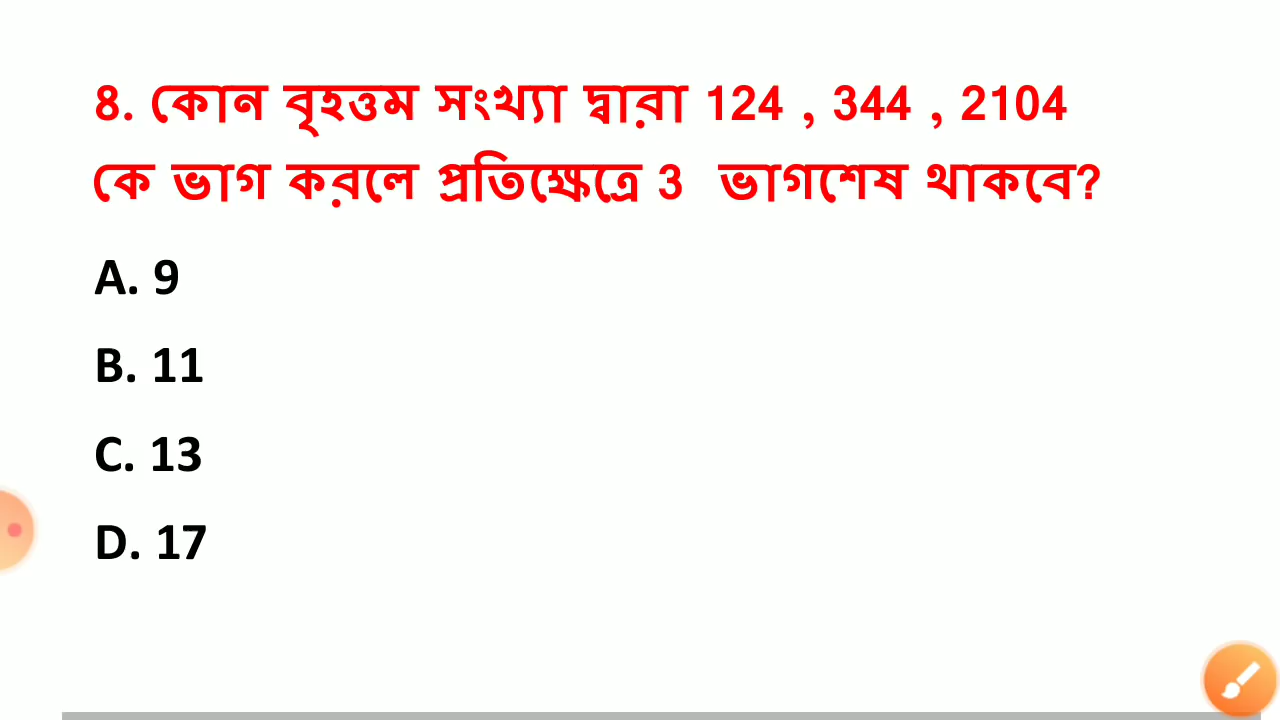 8. কোন বৃহত্তম সংখ্যা দ্বারা 124 , 344 , 2104
কে ভাগ করলে প্রতিক্ষেত্রে 3 ভাগশেষ থাকবে?
A. 9
B. 11
C. 13
D. 17